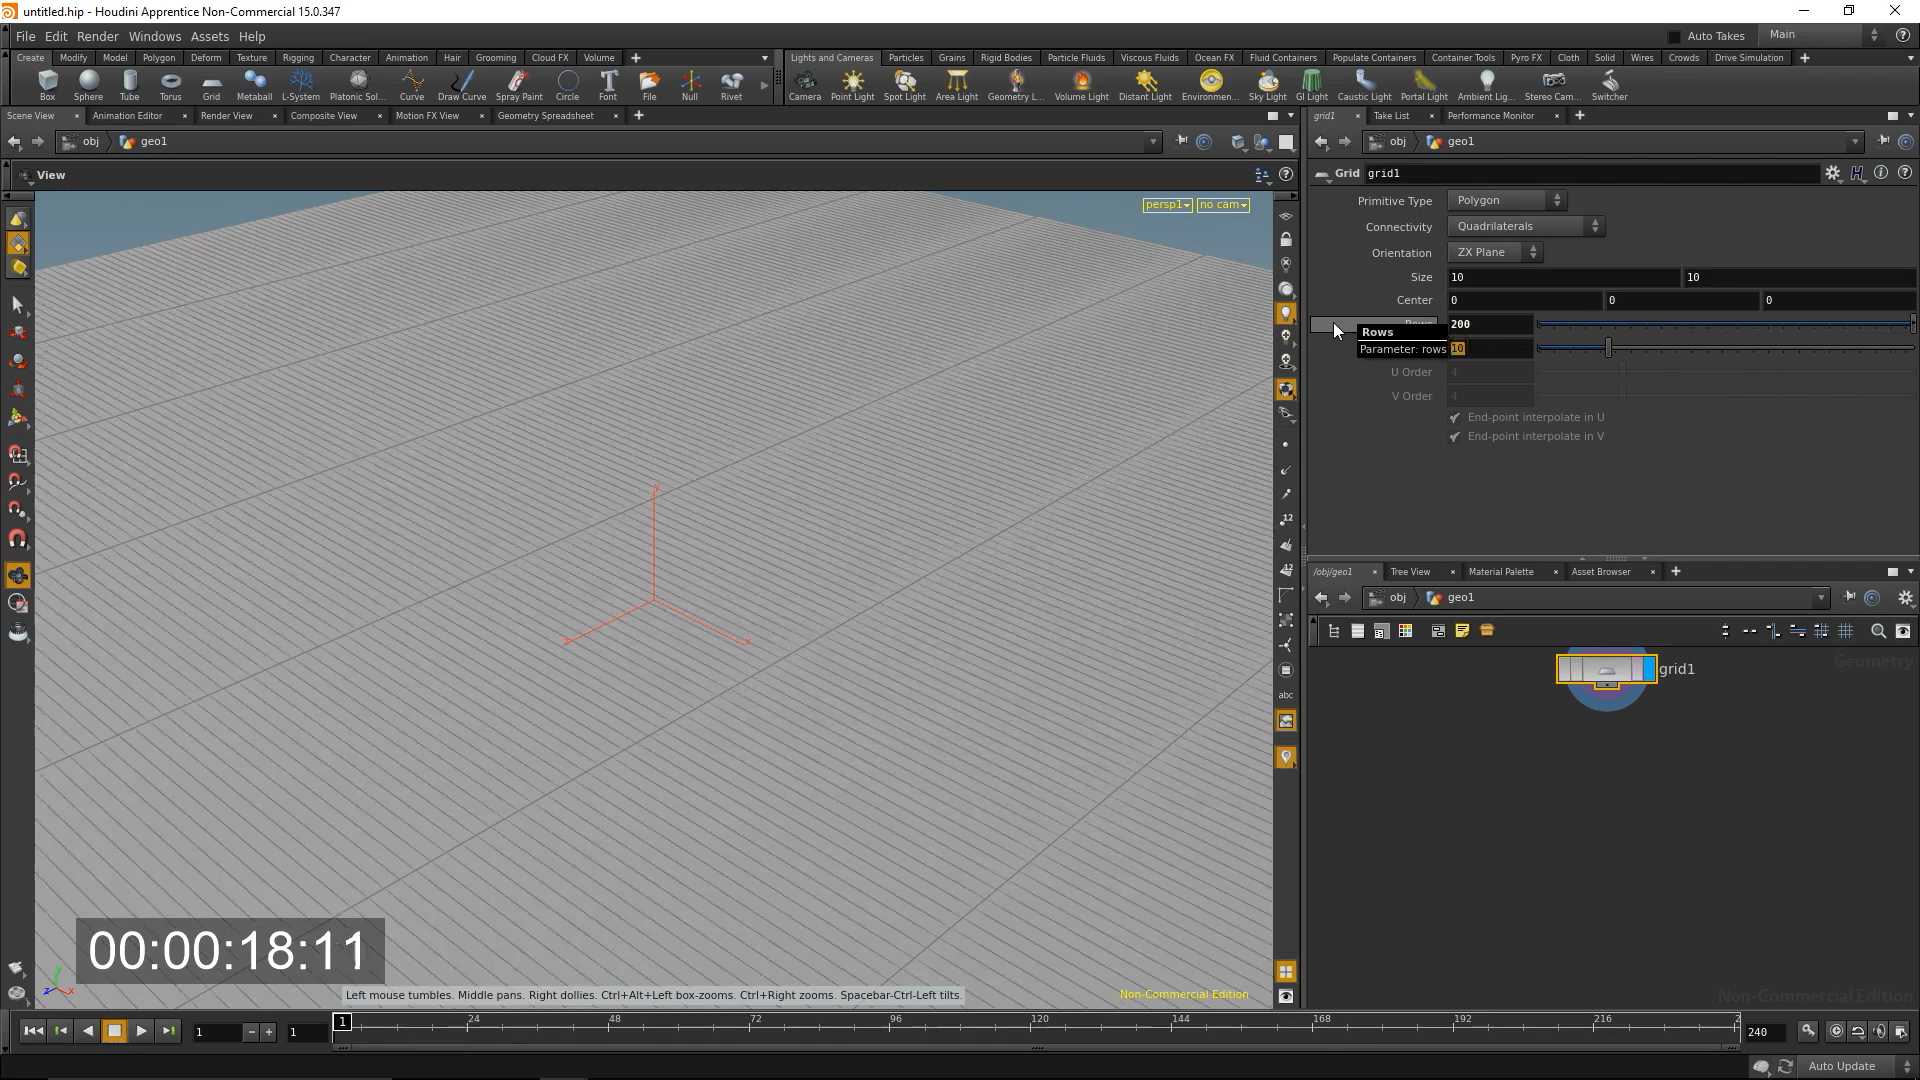 untitled.hip - Houdini Apprentice Non-Commercial 15.0.347
File Edit Render Windows Assets Help
Auto Takes Main
Create Modify Model Polygon Deform Texture Rigging Character Animation Hair Grooming Cloud FX Volume
Lights and Cameras Particles Grains Rigid Bodies Particle Fluids Viscous Fluids Ocean FX Fluid Containers Populate Containers Container Tools Pyro FX Cloth Solid Wires Crowds Drive Simulation
Box Sphere Tube Torus Grid Metaball L-System Platonic Sol... Curve Draw Curve Spray Paint Circle Font File Null Rivet
Camera Point Light Spot Light Area Light Geometry L... Volume Light Distant Light Environmen... Sky Light GI Light Caustic Light Portal Light Ambient Lig... Stereo Cam... Switcher
Scene View Animation Editor Render View Composite View Motion FX View Geometry Spreadsheet
grid1 Take List Performance Monitor
obj geo1
obj geo1
View
Grid grid1
persp1 no cam
Primitive Type Polygon
Connectivity Quadrilaterals
Orientation ZX Plane
Size 10 10
Center 0 0 0
200
Rows
Parameter: rows 10
U Order 4
V Order 4
End-point interpolate in U
End-point interpolate in V
y
z x
12
12
abc
/obj/geo1 Tree View Material Palette Asset Browser
obj geo1
Geometry
grid1
00:00:18:11
y
z x
Left mouse tumbles. Middle pans. Right dollies. Ctrl+Alt+Left box-zooms. Ctrl+Right zooms. Spacebar-Ctrl-Left tilts.
Non-Commercial Edition
Non-Commercial Edition
1 1 1 24 48 72 96 120 144 168 192 216 2 240
Auto Update